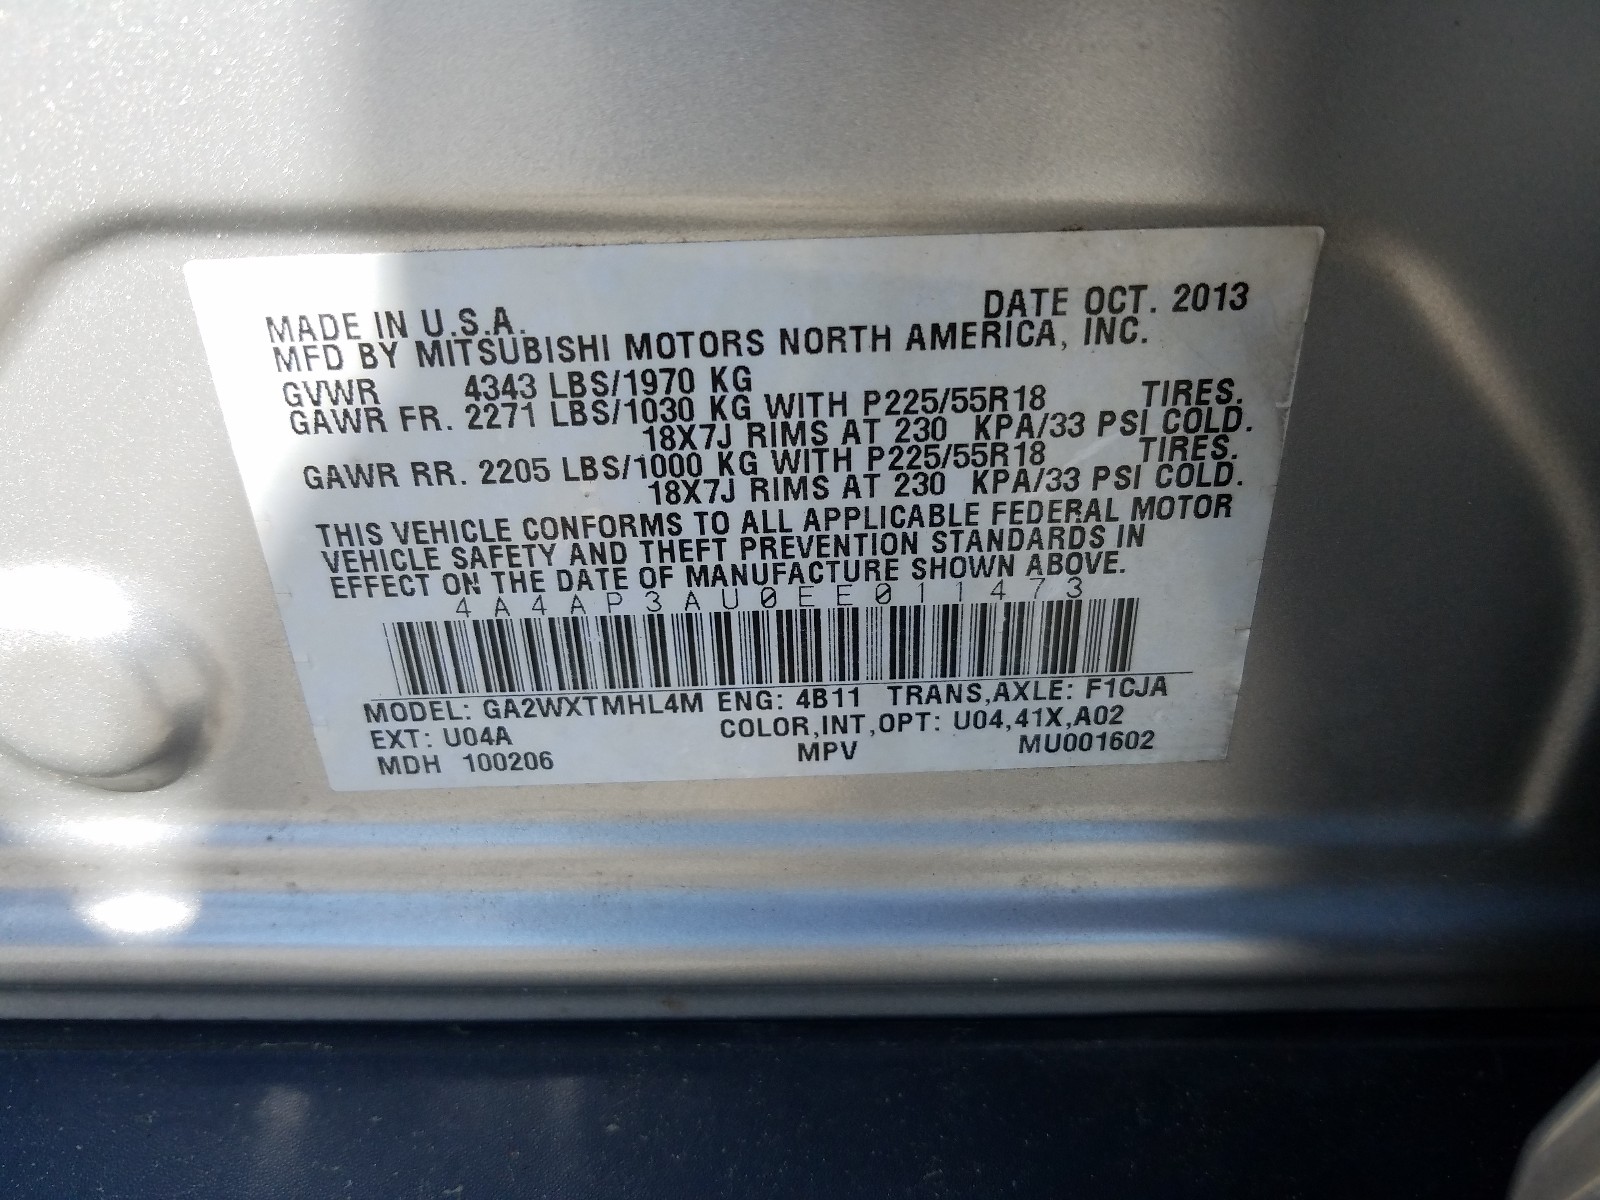 MADE IN U.S.A. DATE OCT. 2013
MFD BY MITSUBISHI MOTORS NORTH AMERICA, INC.
GVWR 4343 LBS/1970 KG
GAWR FR. 2271 LBS/1030 KG WITH P225/55R18 TIRES.
18X7J RIMS AT 230 KPA/33 PSI COLD.
GAWR RR. 2205 LBS/1000 KG WITH P225/55R18 TIRES.
18X7J RIMS AT 230 KPA/33 PSI COLD.
THIS VEHICLE CONFORMS TO ALL APPLICABLE FEDERAL MOTOR
VEHICLE SAFETY AND THEFT PREVENTION STANDARDS IN
EFFECT ON THE DATE OF MANUFACTURE SHOWN ABOVE.
4A4AP3AU0EE011473
MODEL: GA2WXTMHL4M ENG: 4B11 TRANS,AXLE: F1CJA
EXT: U04A COLOR,INT,OPT: U04,41X,A02
MDH 100206 MPV MU001602